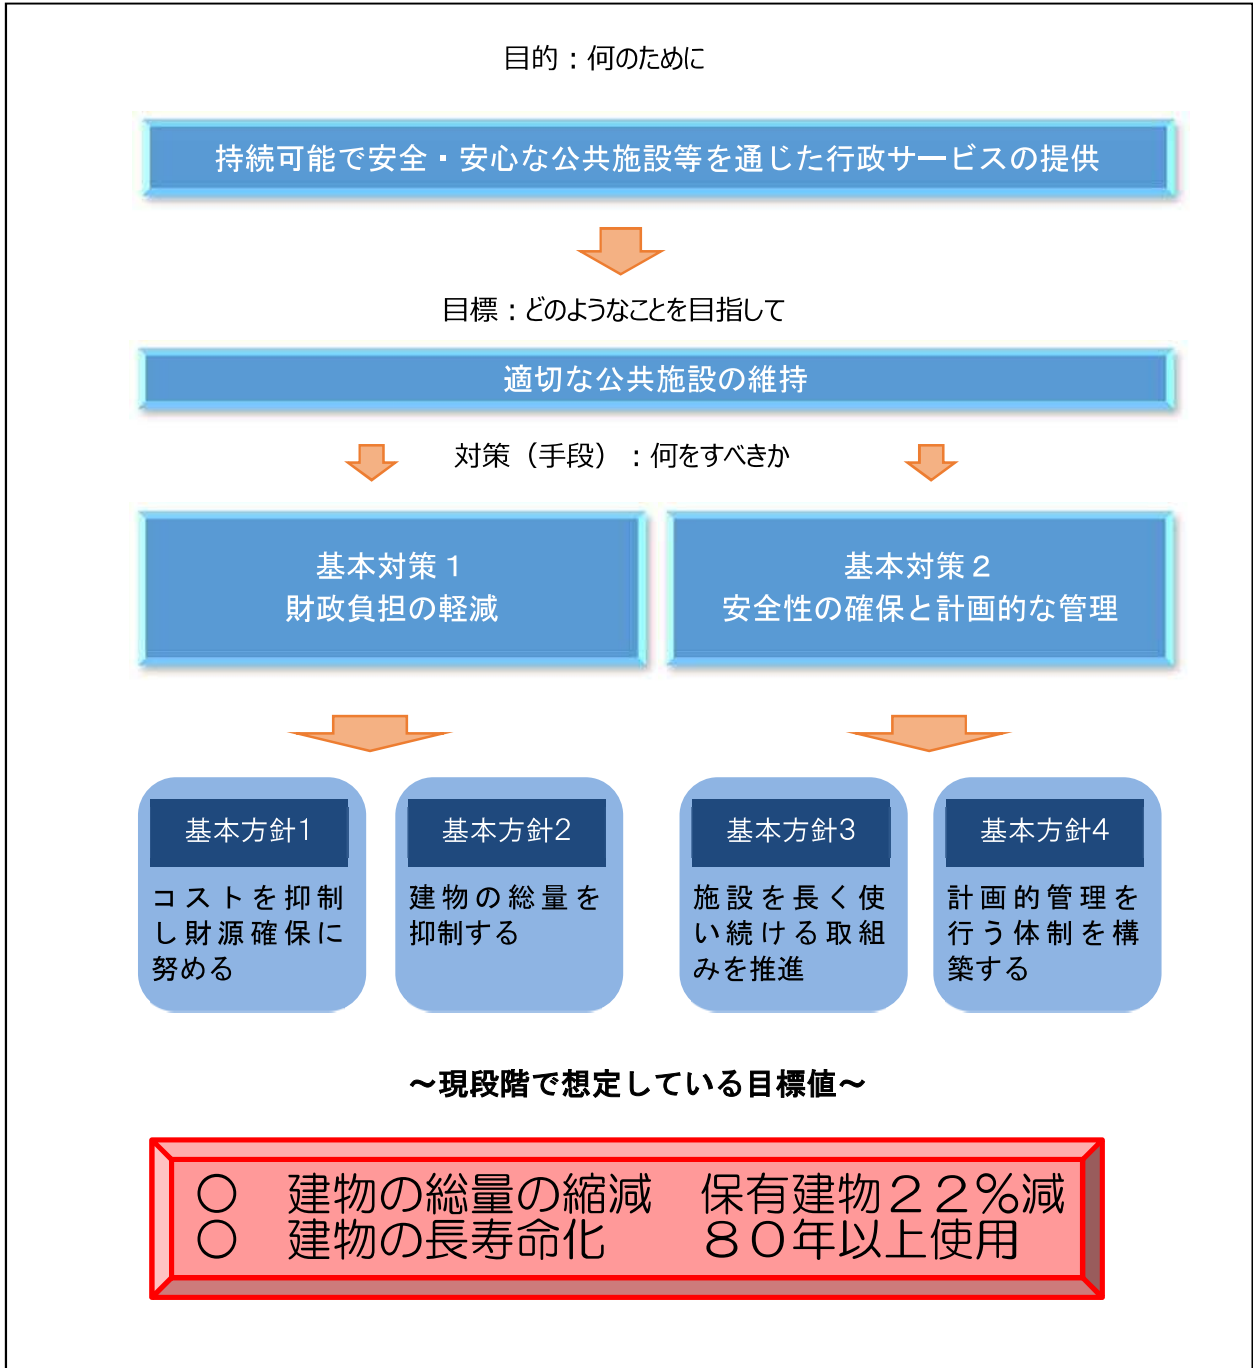 目的：何のために
持続可能で安全・安心な公共施設等を通じた行政サービスの提供
目標：どのようなことを目指して
適切な公共施設の維持
対策（手段）：何をすべきか
基本対策１
財政負担の軽減
基本対策２
安全性の確保と計画的な管理
基本方針1
コストを抑制
し財源確保に
努める
基本方針2
建物の総量を
抑制する
基本方針3
施設を長く使
い続ける取組
みを推進
基本方針4
計画的管理を
行う体制を構
築する
～現段階で想定している目標値～
○　建物の総量の縮減　保有建物２２％減
○　建物の長寿命化　　８０年以上使用